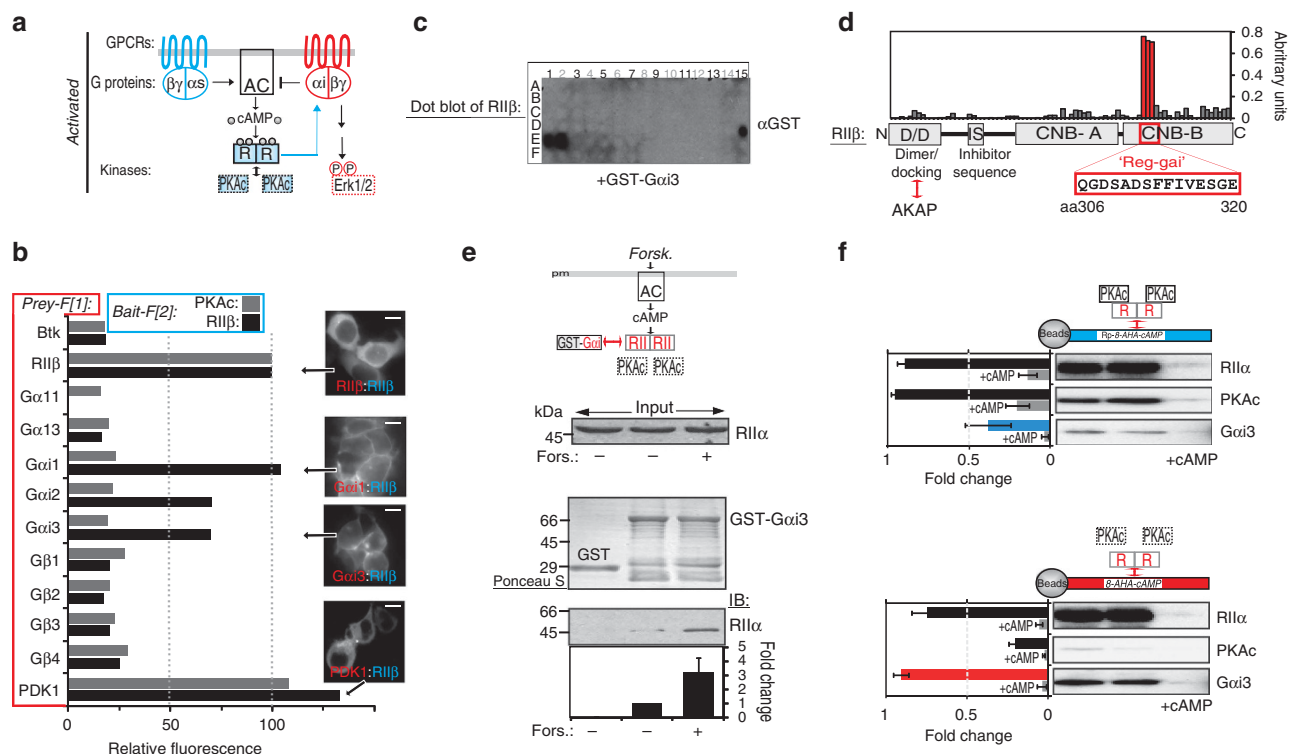 a
Activated
GPCRs:
G proteins:
βγ
αs
AC
αi
βγ
cAMP
R R
Kinases:
PKAc PKAc
P P
Erk1/2
b
Prey-F[1]:
Bait-F[2]:
PKAc:
RIIβ:
Btk
RIIβ
Gα11
Gα13
Gαi1
Gαi2
Gαi3
Gβ1
Gβ2
Gβ3
Gβ4
PDK1
0 50 100
Relative fluorescence
RIIβ:RIIβ
Gαi1:RIIβ
Gαi3:RIIβ
PDK1:RIIβ
c
1 2 3 4 5 6 7 8 9 10 11 12 13 14 15
A
B
C
D
E
F
Dot blot of RIIβ:
αGST
+GST-Gαi3
d
0.8
0.4
0
Abritrary units
RIIβ:
N
D/D
IS
CNB- A
CNB-B
C
Dimer/
docking
Inhibitor
sequence
AKAP
'Reg-gai'
QGDSADSFFIVESGE
aa306
320
e
Forsk.
pm
AC
cAMP
GST-Gαi
RII RII
PKAc PKAc
kDa
Input
45
RIIα
Fors.: – – +
66
45
29
GST
GST-Gαi3
Ponceau S
IB:
66
45
RIIα
5
4
3
2
1
0
Fold change
Fors.: – – +
f
PKAc PKAc
R R
Beads
Rp-8-AHA-cAMP
+cAMP
RIIα
+cAMP
PKAc
+cAMP
Gαi3
1 0.5 0
Fold change
+cAMP
PKAc PKAc
R R
Beads
8-AHA-cAMP
+cAMP
RIIα
+cAMP
PKAc
+cAMP
Gαi3
1 0.5 0
Fold change
+cAMP